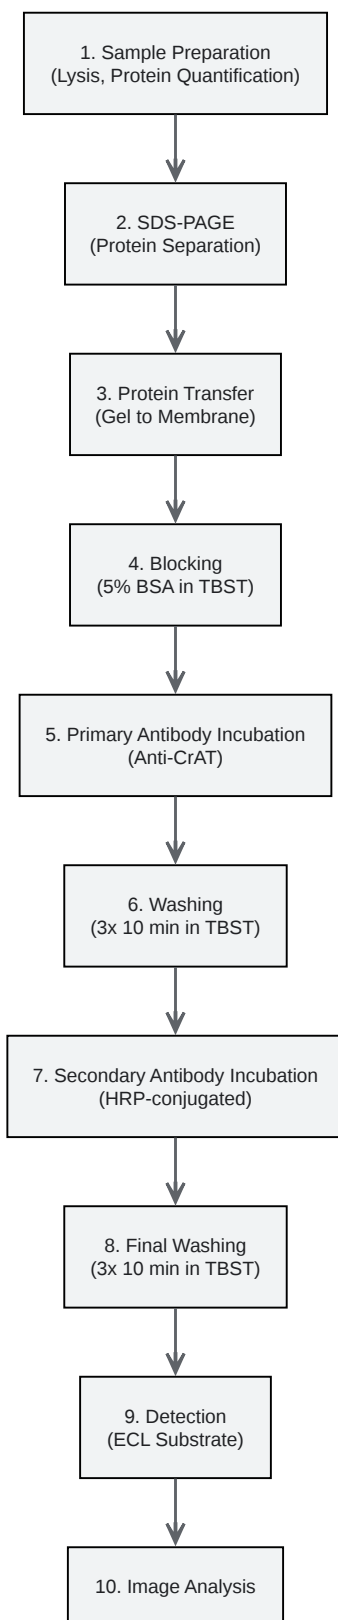 1. Sample Preparation
(Lysis, Protein Quantification)
2. SDS-PAGE
(Protein Separation)
3. Protein Transfer
(Gel to Membrane)
4. Blocking
(5% BSA in TBST)
5. Primary Antibody Incubation
(Anti-CrAT)
6. Washing
(3x 10 min in TBST)
7. Secondary Antibody Incubation
(HRP-conjugated)
8. Final Washing
(3x 10 min in TBST)
9. Detection
(ECL Substrate)
10. Image Analysis